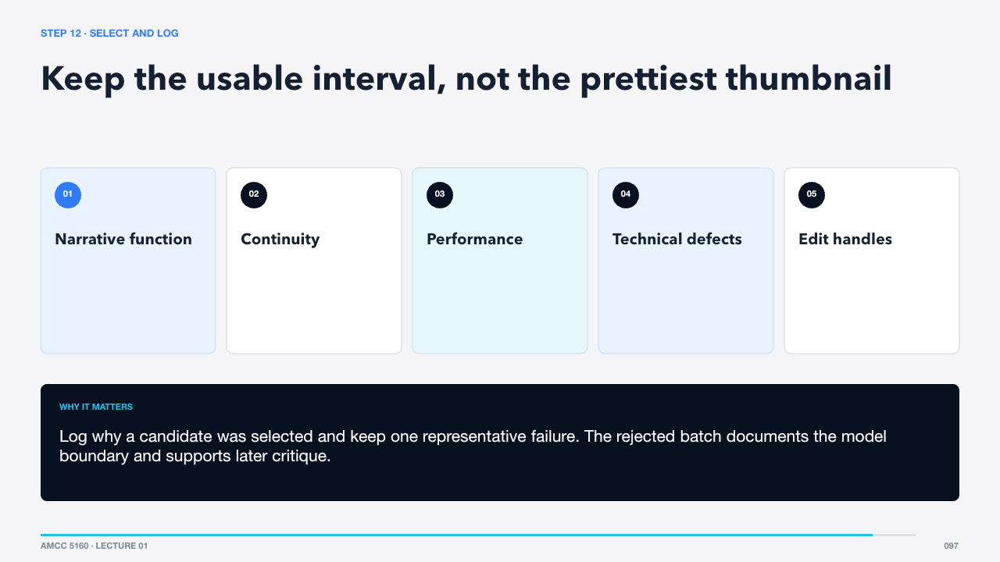 STEP 12 · SELECT AND LOG
Keep the usable interval, not the prettiest thumbnail
01
Narrative function
02
Continuity
03
Performance
04
Technical defects
05
Edit handles
WHY IT MATTERS
Log why a candidate was selected and keep one representative failure. The rejected batch documents the model
boundary and supports later critique.
AMCC 5160 · LECTURE 01
097